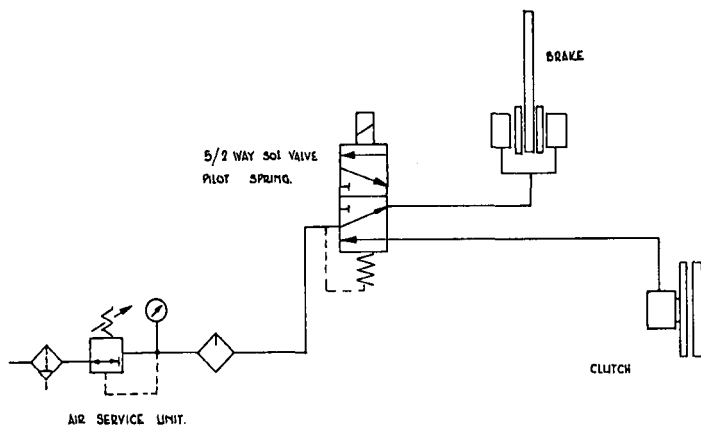 BRAKE
5/2 WAY SOL VALVE
PILOT SPRING.
CLUTCH
AIR SERVICE UNIT.